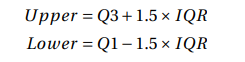 Upper = Q3 + 1.5 × IQR
Lower = Q1 − 1.5 × IQR